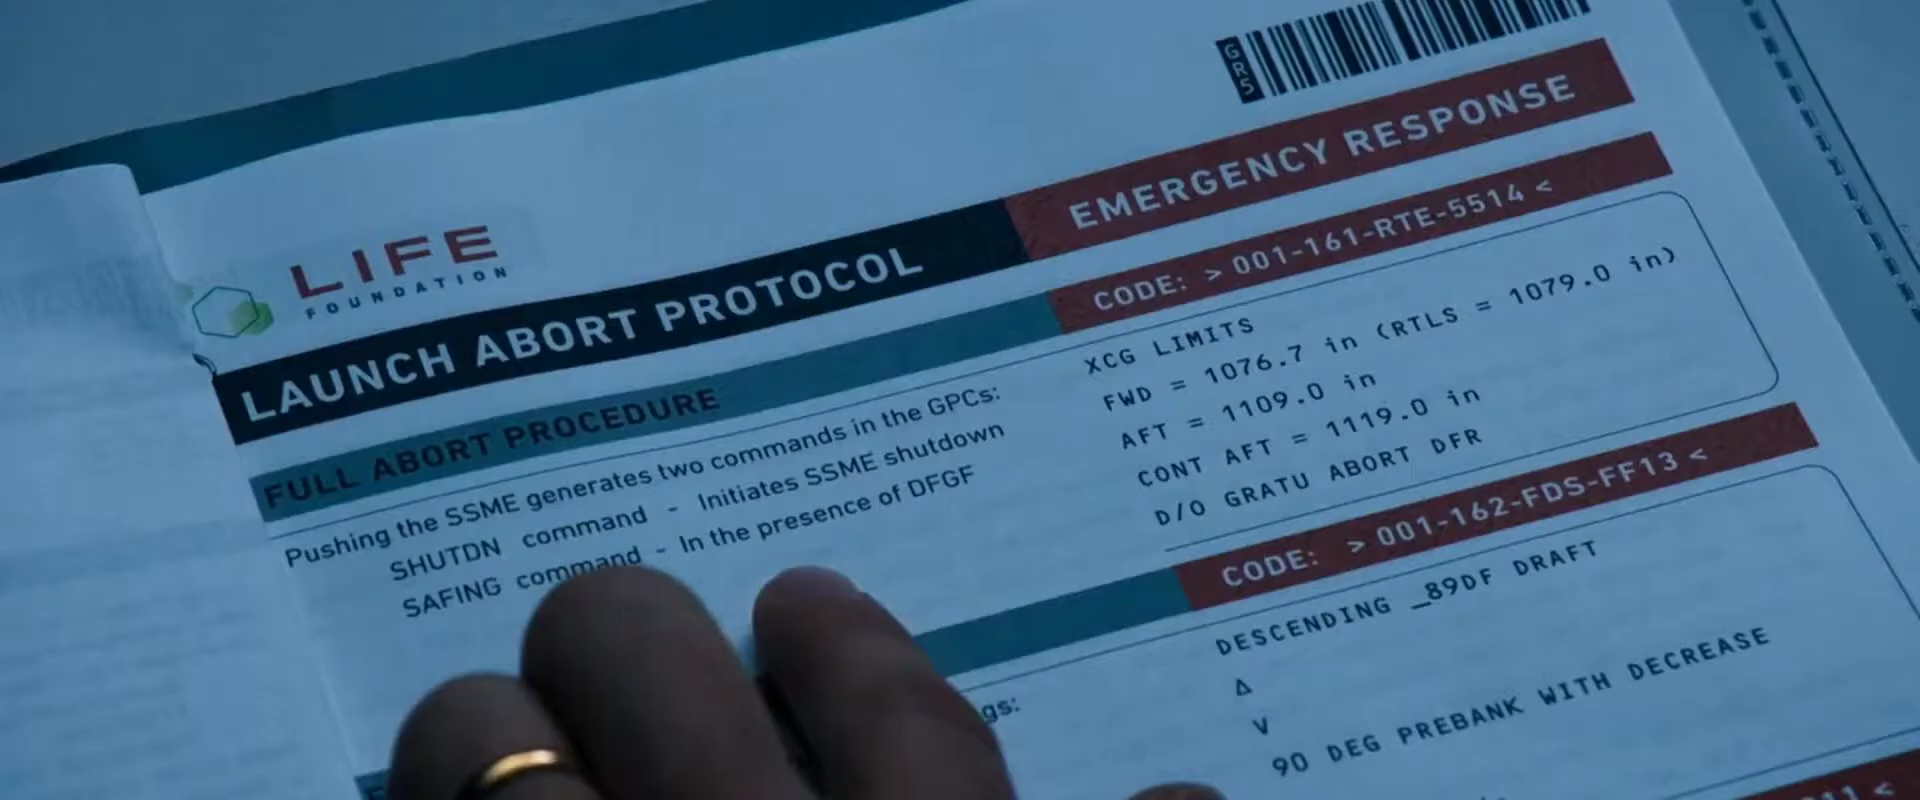 GRS
EMERGENCY RESPONSE
LIFE
FOUNDATION
LAUNCH ABORT PROTOCOL
CODE: > 001-161-RTE-5514 <
FULL ABORT PROCEDURE
Pushing the SSME generates two commands in the GPCs:
SHUTDN command - Initiates SSME shutdown
SAFING command - In the presence of DFGF
XCG LIMITS
FWD = 1076.7 in (RTLS = 1079.0 in)
AFT = 1109.0 in
CONT AFT = 1119.0 in
D/O GRATU ABORT DFR
CODE: > 001-162-FDS-FF13 <
DESCENDING _89DF DRAFT
Δ
V
90 DEG PREBANK WITH DECREASE